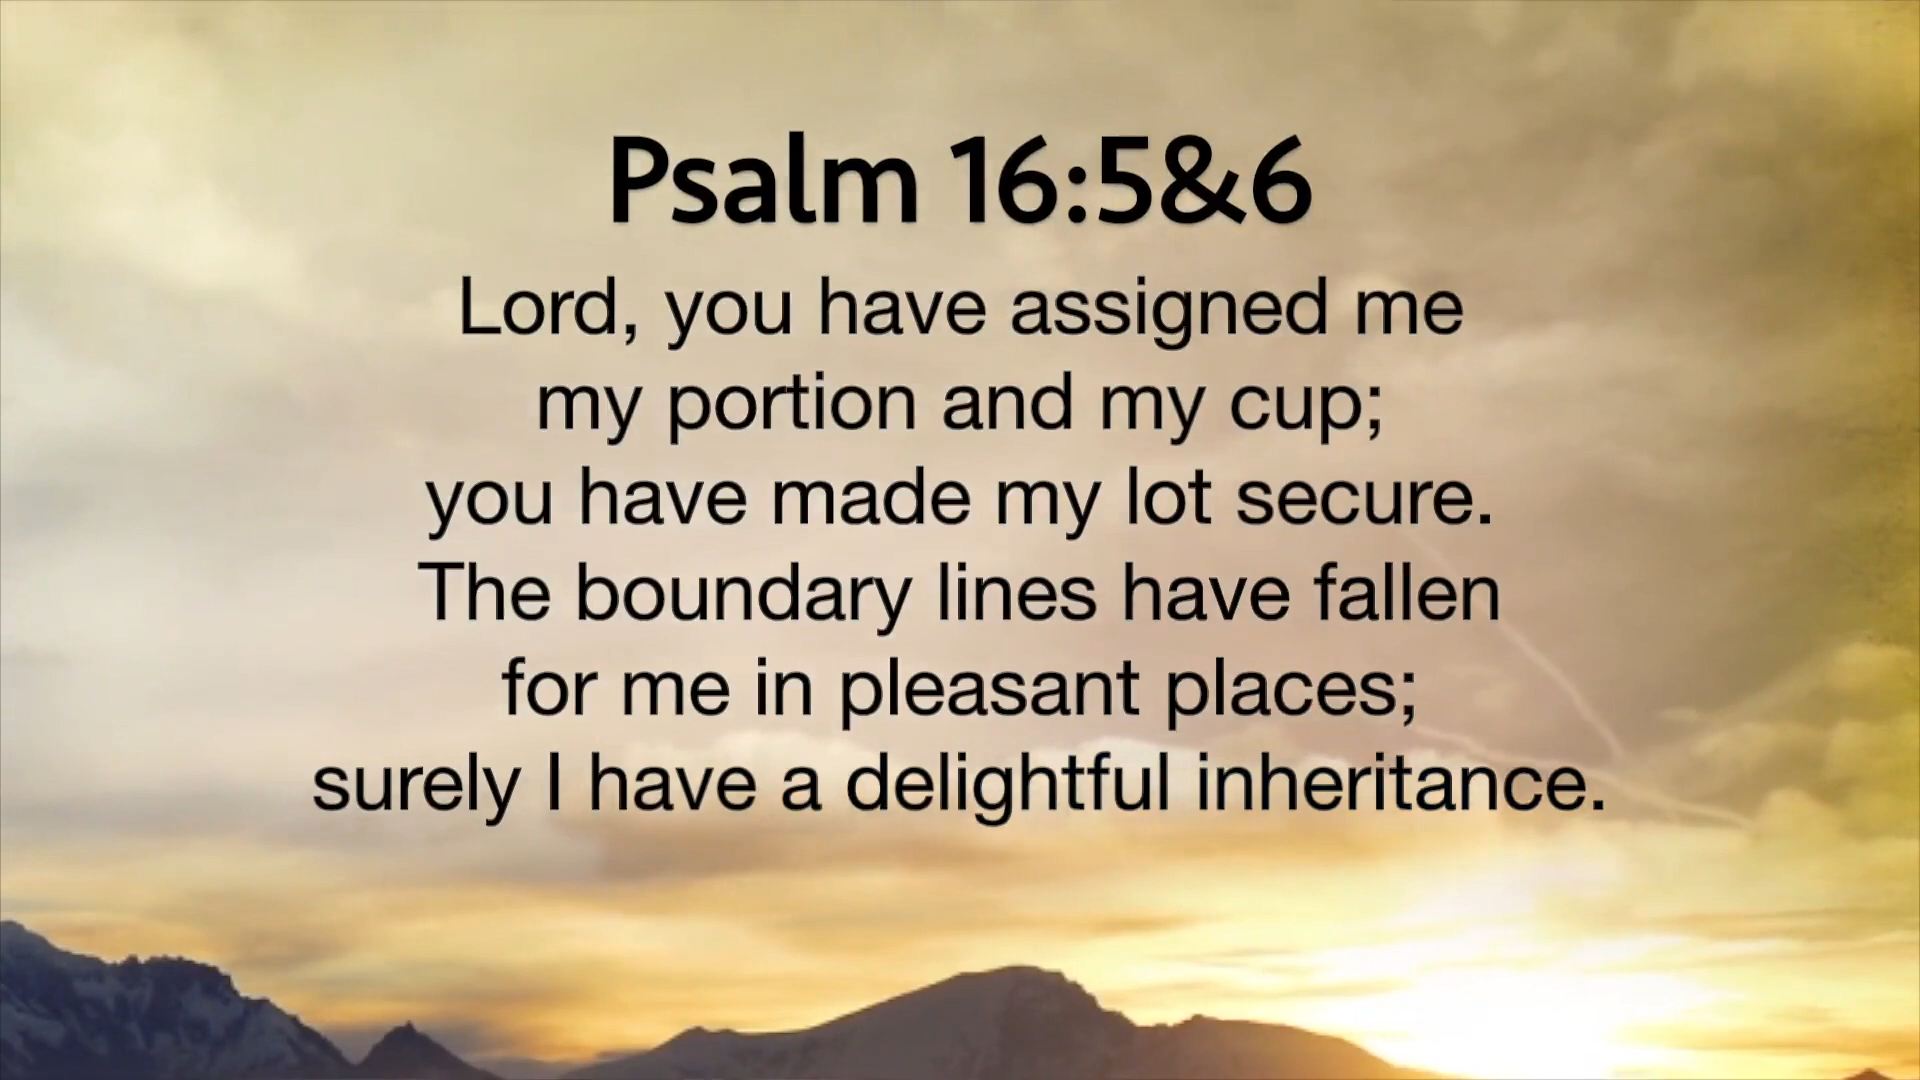 Psalm 16:5&6
Lord, you have assigned me
my portion and my cup;
you have made my lot secure.
The boundary lines have fallen
for me in pleasant places;
surely I have a delightful inheritance.